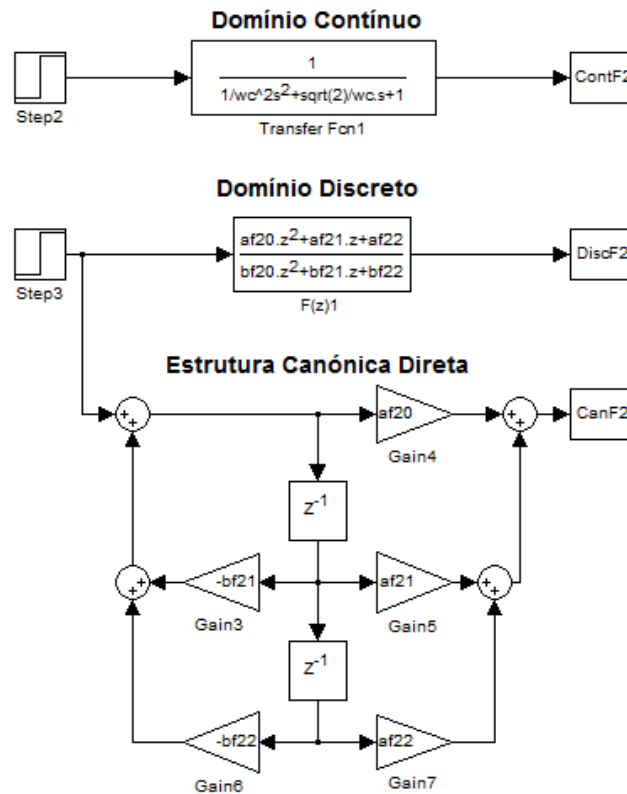 Domínio Contínuo
1
1/wc^2s²+sqrt(2)/wc.s+1
ContF2
Step2
Transfer Fcn1
Domínio Discreto
af20.z²+af21.z+af22
bf20.z²+bf21.z+bf22
DiscF2
Step3
F(z)1
Estrutura Canónica Direta
+
+
af20
+
+
CanF2
Gain4
z⁻¹
+
+
-bf21
af21
+
+
Gain3
Gain5
z⁻¹
-bf22
af22
Gain6
Gain7